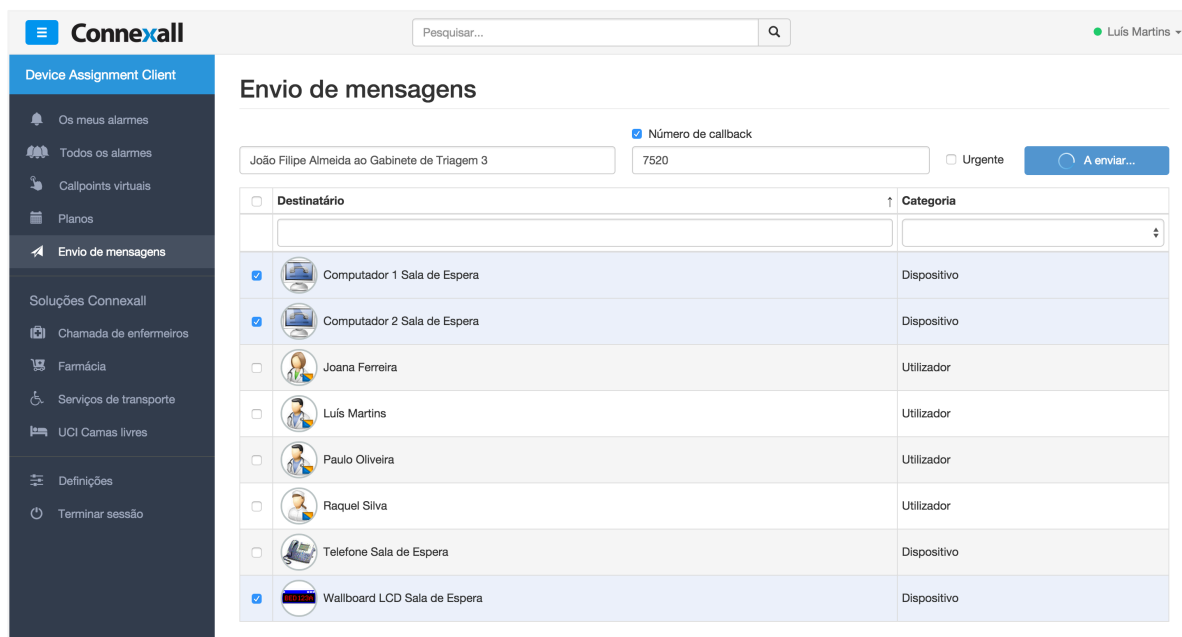 Connexall
Pesquisar...
Luís Martins
Device Assignment Client
Os meus alarmes
Todos os alarmes
Callpoints virtuais
Planos
Envio de mensagens
Soluções Connexall
Chamada de enfermeiros
Farmácia
Serviços de transporte
UCI Camas livres
Definições
Terminar sessão
Envio de mensagens
Número de callback
João Filipe Almeida ao Gabinete de Triagem 3
7520
Urgente
A enviar...
Destinatário ↑ Categoria
Computador 1 Sala de Espera Dispositivo
Computador 2 Sala de Espera Dispositivo
Joana Ferreira Utilizador
Luís Martins Utilizador
Paulo Oliveira Utilizador
Raquel Silva Utilizador
Telefone Sala de Espera Dispositivo
Wallboard LCD Sala de Espera Dispositivo